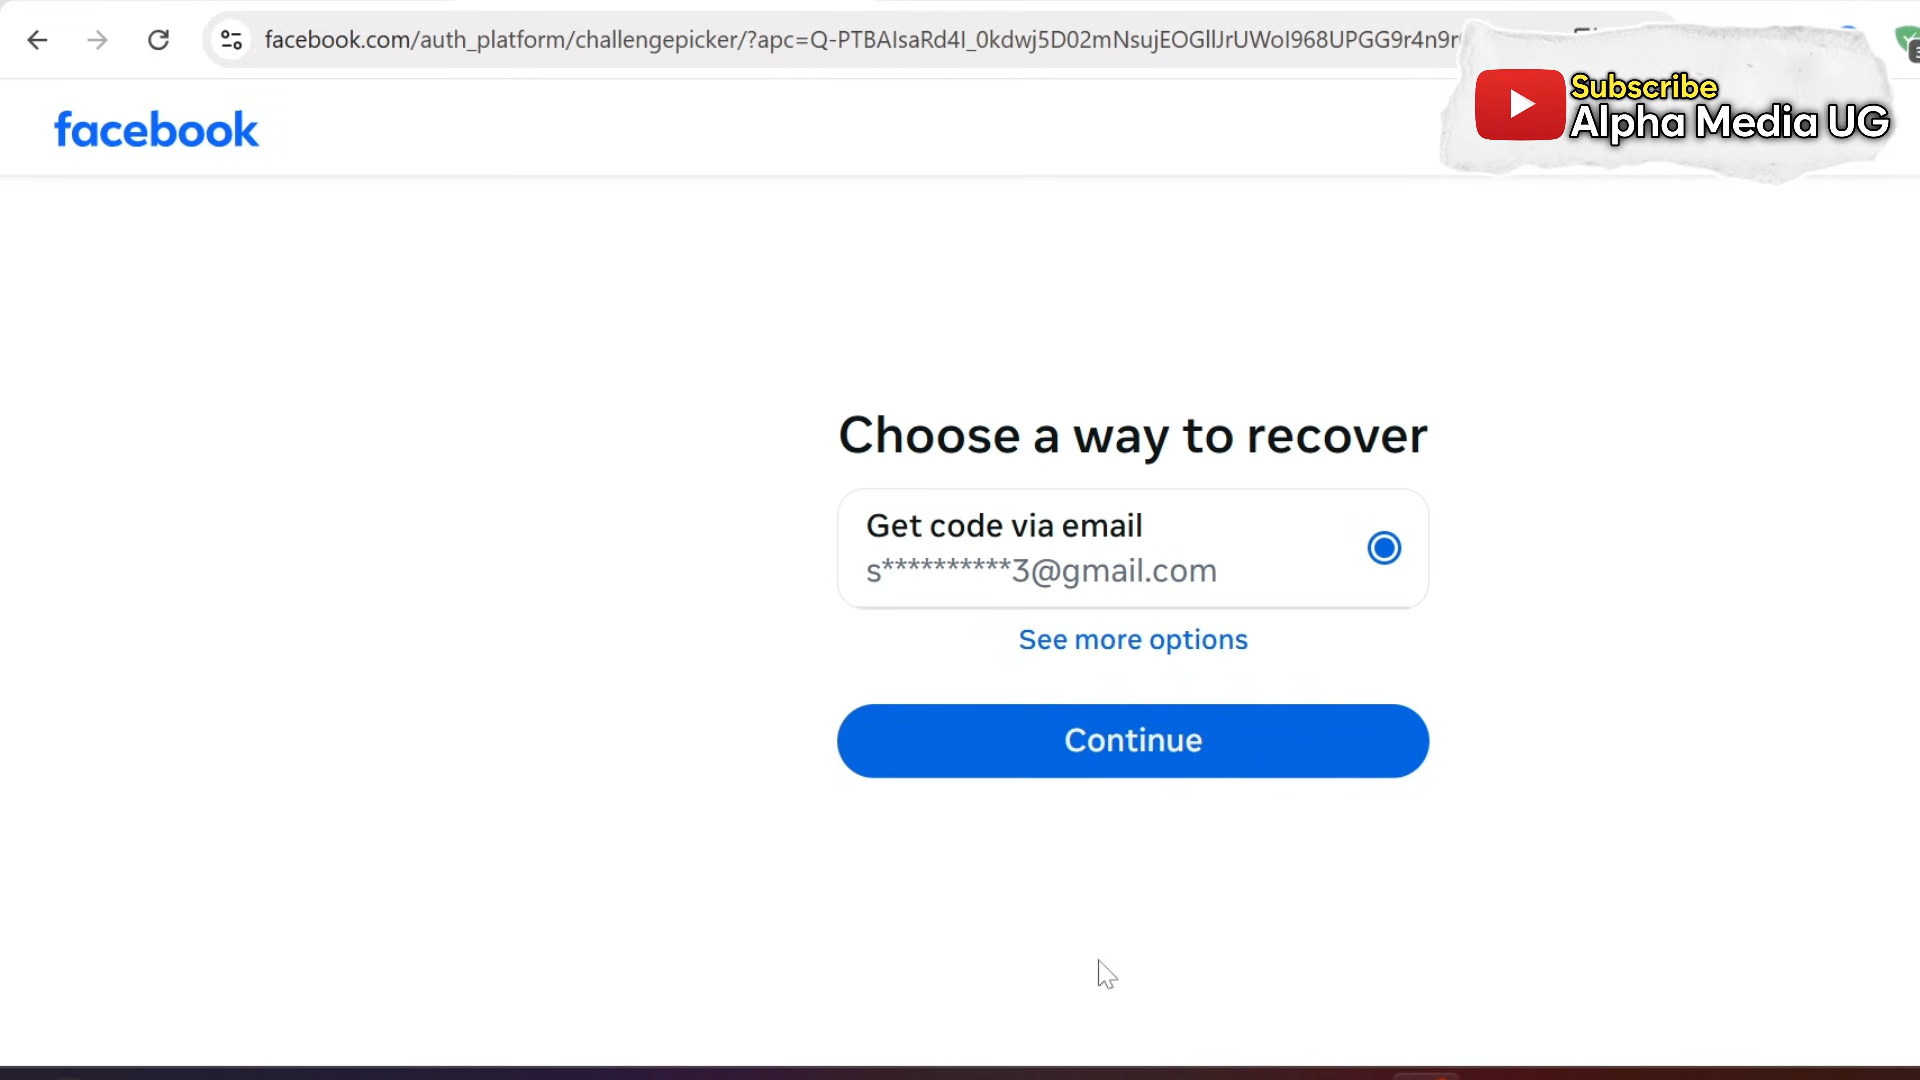 facebook.com/auth_platform/challengepicker/?apc=Q-PTBAIsaRd4I_0kdwj5D02mNsujEOGllJrUWoI968UPGG9r4n9r
Subscribe
Alpha Media UG
facebook
Choose a way to recover
Get code via email
s**********3@gmail.com
See more options
Continue